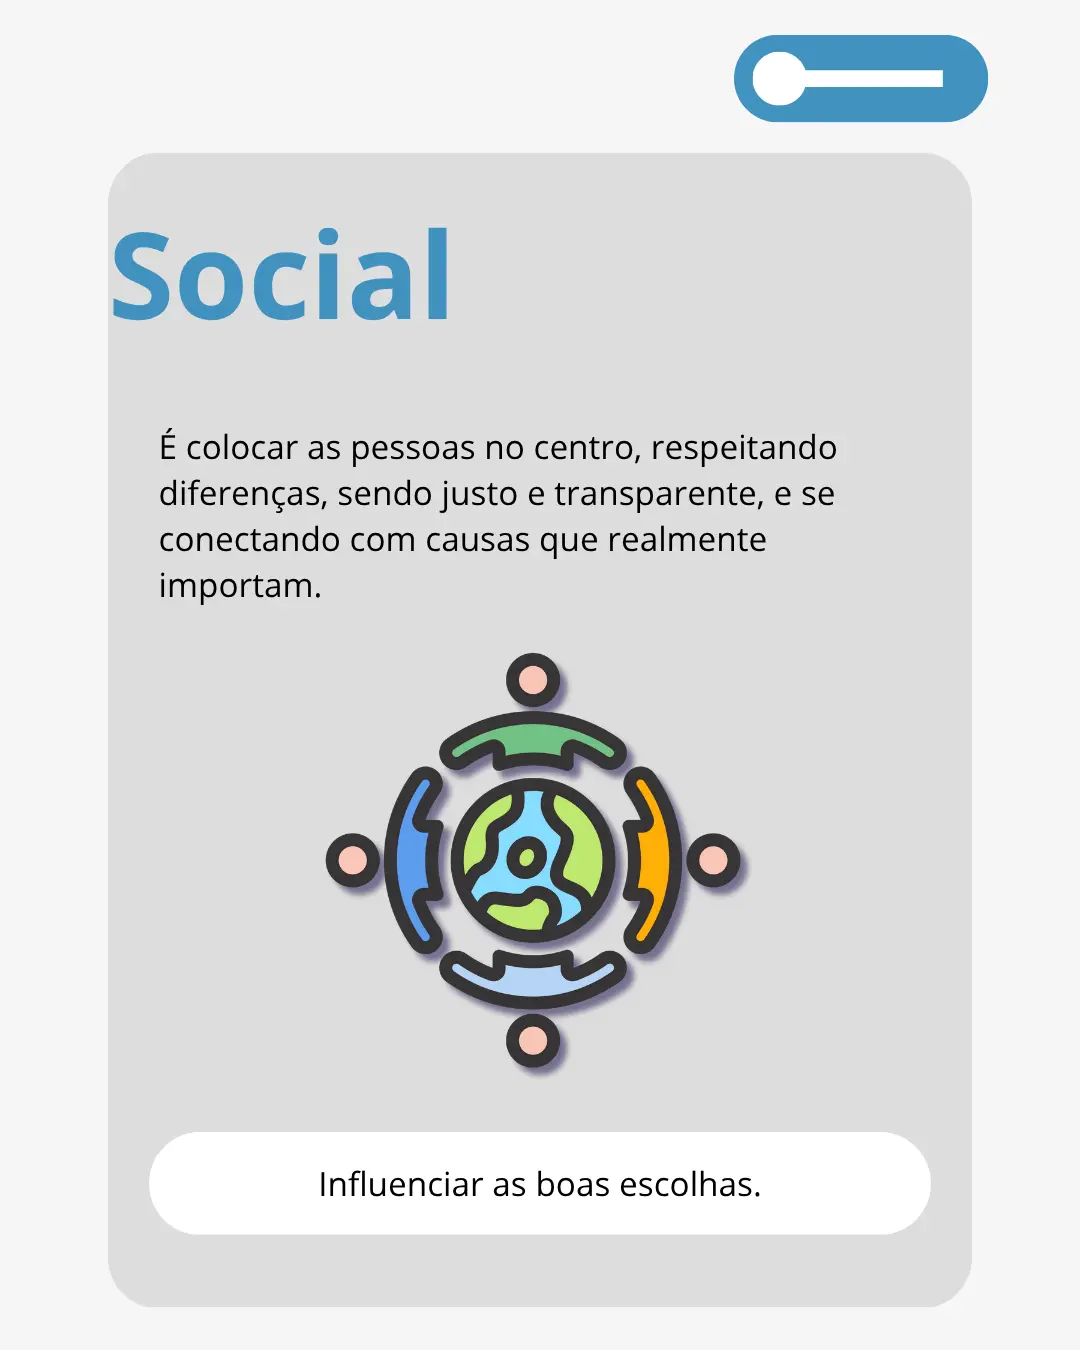 Social
É colocar as pessoas no centro, respeitando
diferenças, sendo justo e transparente, e se
conectando com causas que realmente
importam.
Influenciar as boas escolhas.